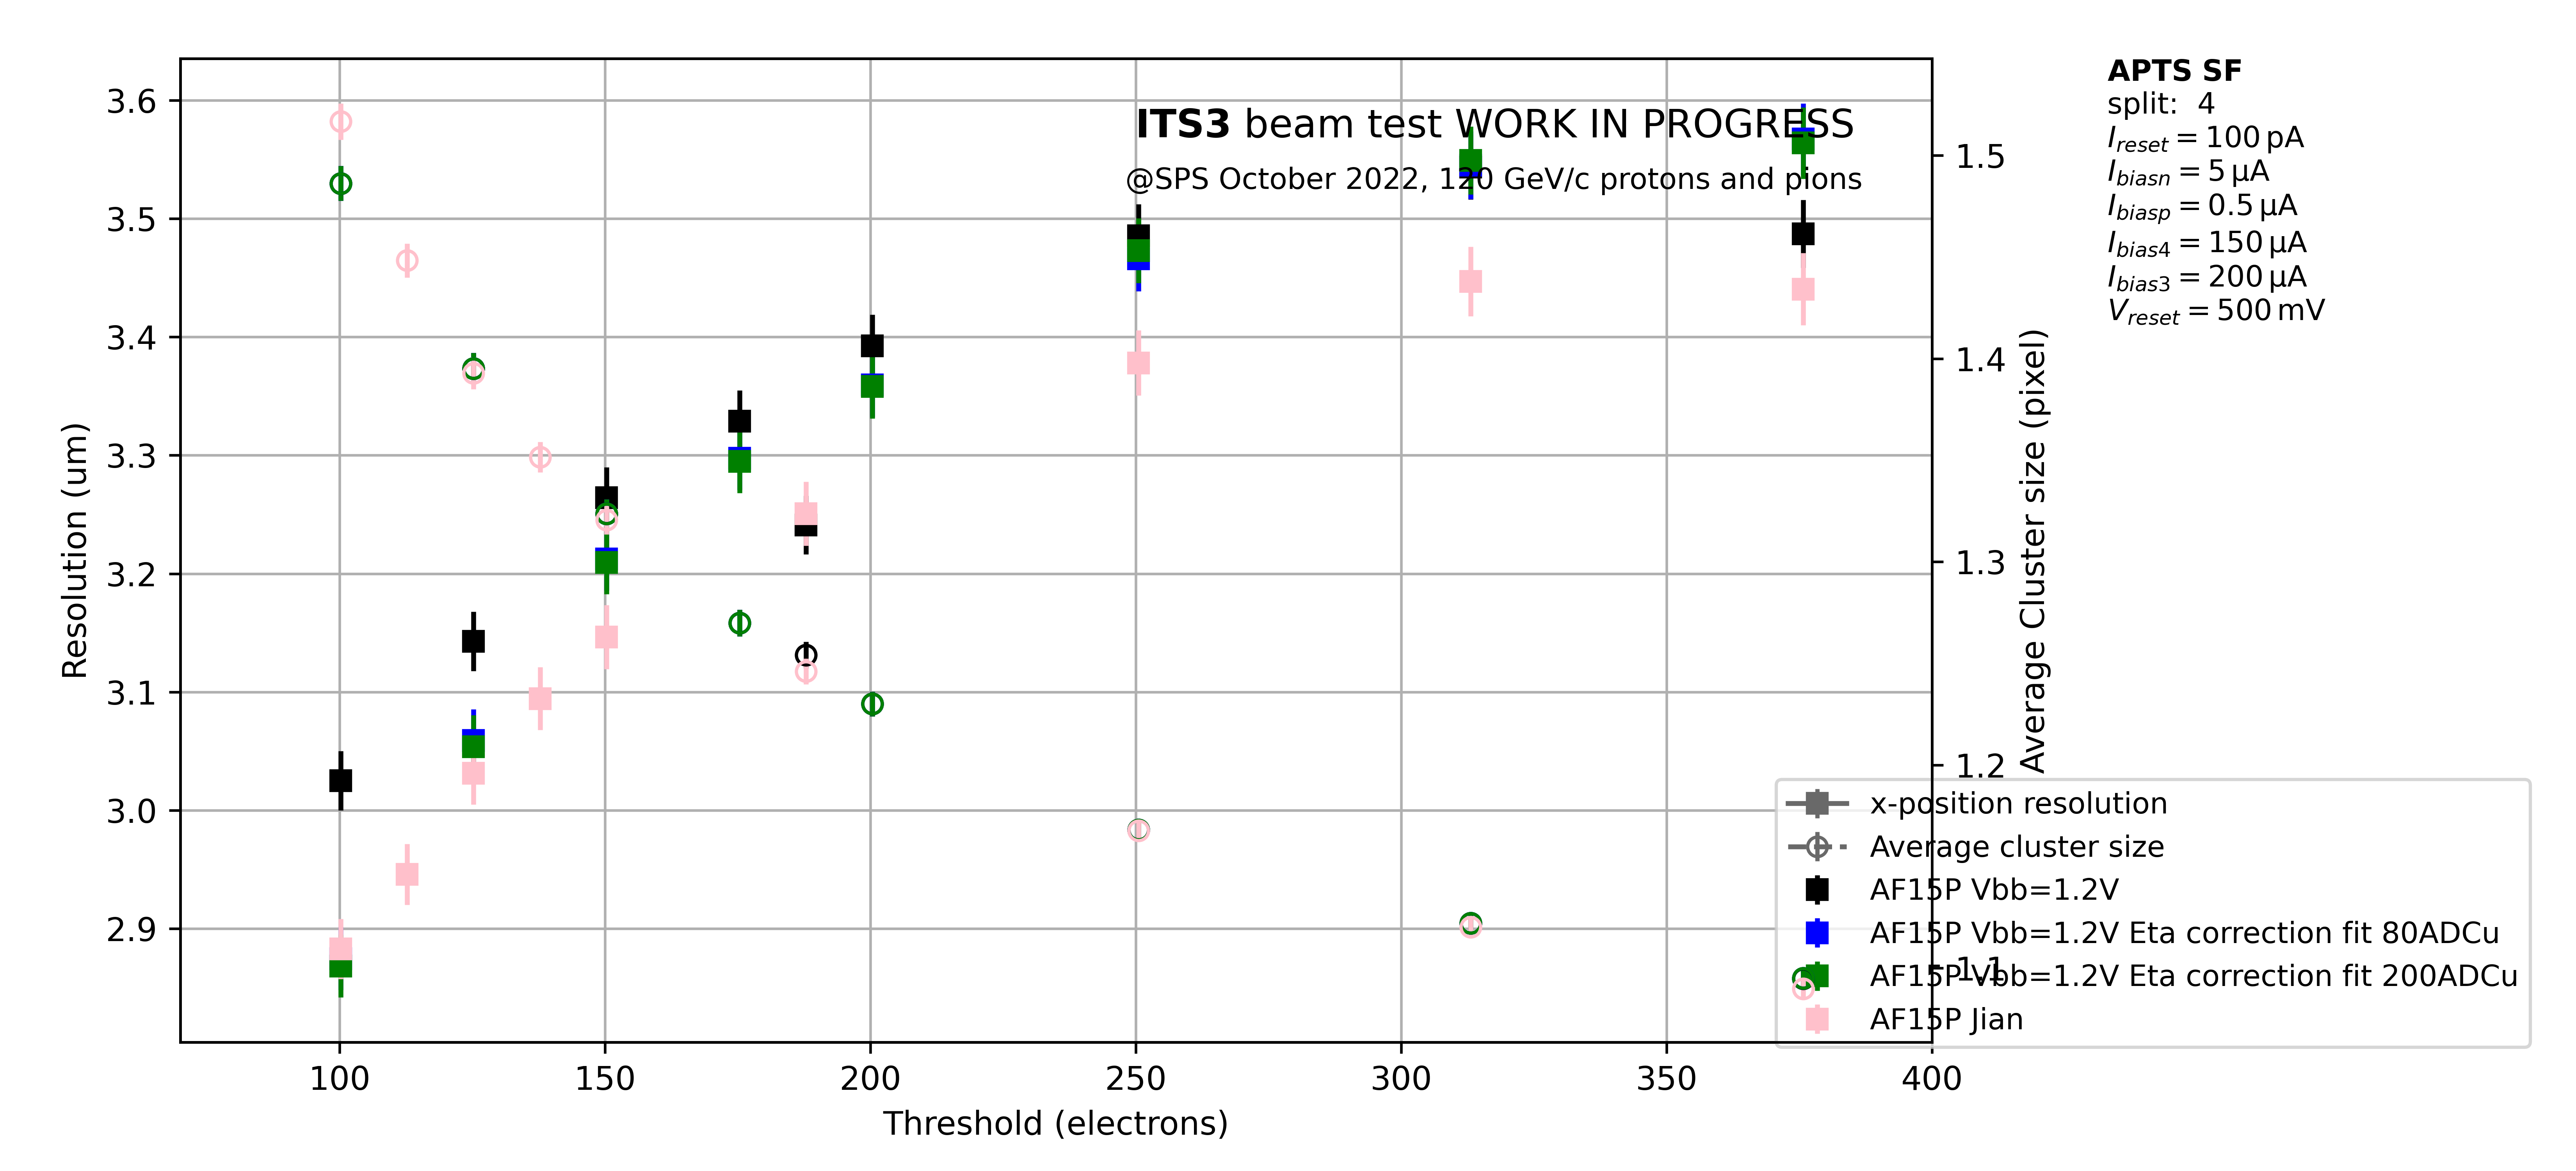 ITS3 beam test WORK IN PROGRESS
@SPS October 2022, 120 GeV/c protons and pions
APTS SF
split: 4
I_reset = 100 pA
I_biasn = 5 µA
I_biasp = 0.5 µA
I_bias4 = 150 µA
I_bias3 = 200 µA
V_reset = 500 mV
Resolution (um)
3.6
3.5
3.4
3.3
3.2
3.1
3.0
2.9
1.5
1.4
1.3
1.2
1.1
Average Cluster size (pixel)
x-position resolution
Average cluster size
AF15P Vbb=1.2V
AF15P Vbb=1.2V Eta correction fit 80ADCu
AF15P Vbb=1.2V Eta correction fit 200ADCu
AF15P Jian
100 150 200 250 300 350 400
Threshold (electrons)